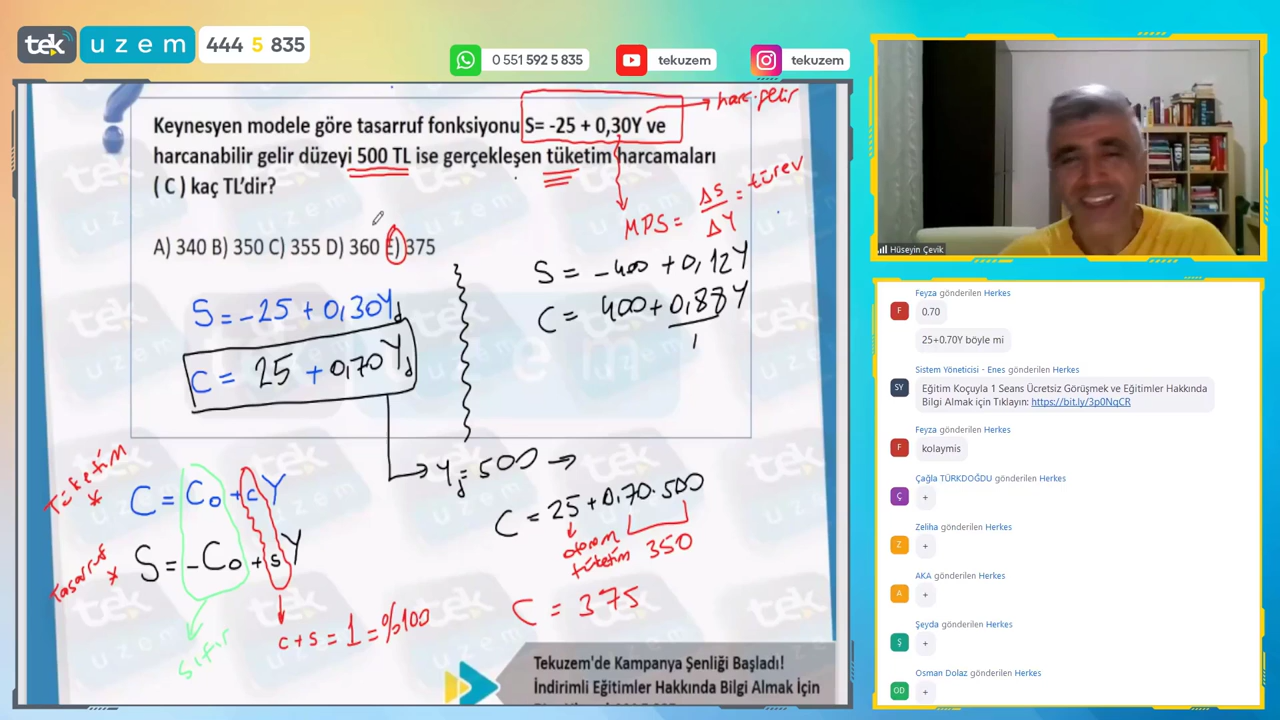 tek uzem 444 5 835
0 551 592 5 835 tekuzem tekuzem
Keynesyen modele göre tasarruf fonksiyonu S= -25 + 0,30Y ve
harcanabilir gelir düzeyi 500 TL ise gerçekleşen tüketim harcamaları
( C ) kaç TL'dir?
A) 340 B) 350 C) 355 D) 360 E) 375
harc. gelir
MPS = ΔS/ΔY = türev
S = -400 + 0,12Y
C = 400 + 0,88Y
1
S = -25 + 0,30Yd
C = 25 + 0,70Yd
Yd = 500 →
C = 25 + 0,70.500
otonom
tüketim 350
C = 375
Tüketim *
C = C0 + cY
Tasarruf *
S = -C0 + sY
Sıfır
c + s = 1 = %100
Tekuzem'de Kampanya Şenliği Başladı!
İndirimli Eğitimler Hakkında Bilgi Almak İçin
Hüseyin Çevik
Feyza gönderilen Herkes
F 0.70
25+0.70Y böyle mi
Sistem Yöneticisi - Enes gönderilen Herkes
SY Eğitim Koçuyla 1 Seans Ücretsiz Görüşmek ve Eğitimler Hakkında
Bilgi Almak için Tıklayın: https://bit.ly/3p0NqCR
Feyza gönderilen Herkes
F kolaymis
Çağla TÜRKDOĞDU gönderilen Herkes
Ç +
Zeliha gönderilen Herkes
Z +
AKA gönderilen Herkes
A +
Şeyda gönderilen Herkes
Ş +
Osman Dolaz gönderilen Herkes
OD +